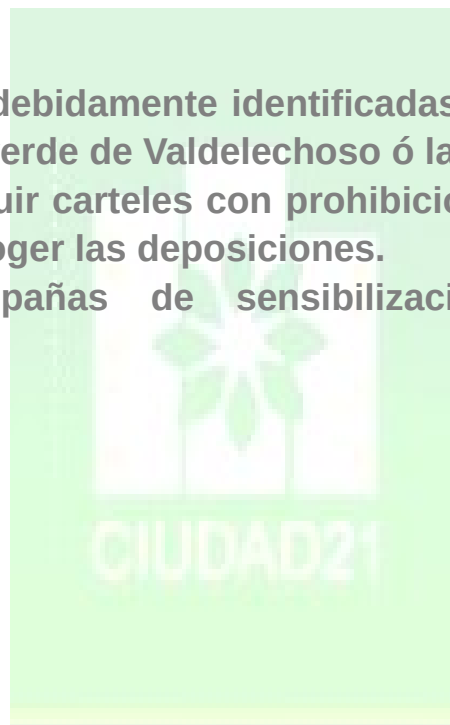 debidamente identificadas
erde de Valdelechoso ó la
uir carteles con prohibicio
oger las deposiciones.
pañas de sensibilizaci
CIUDAD21